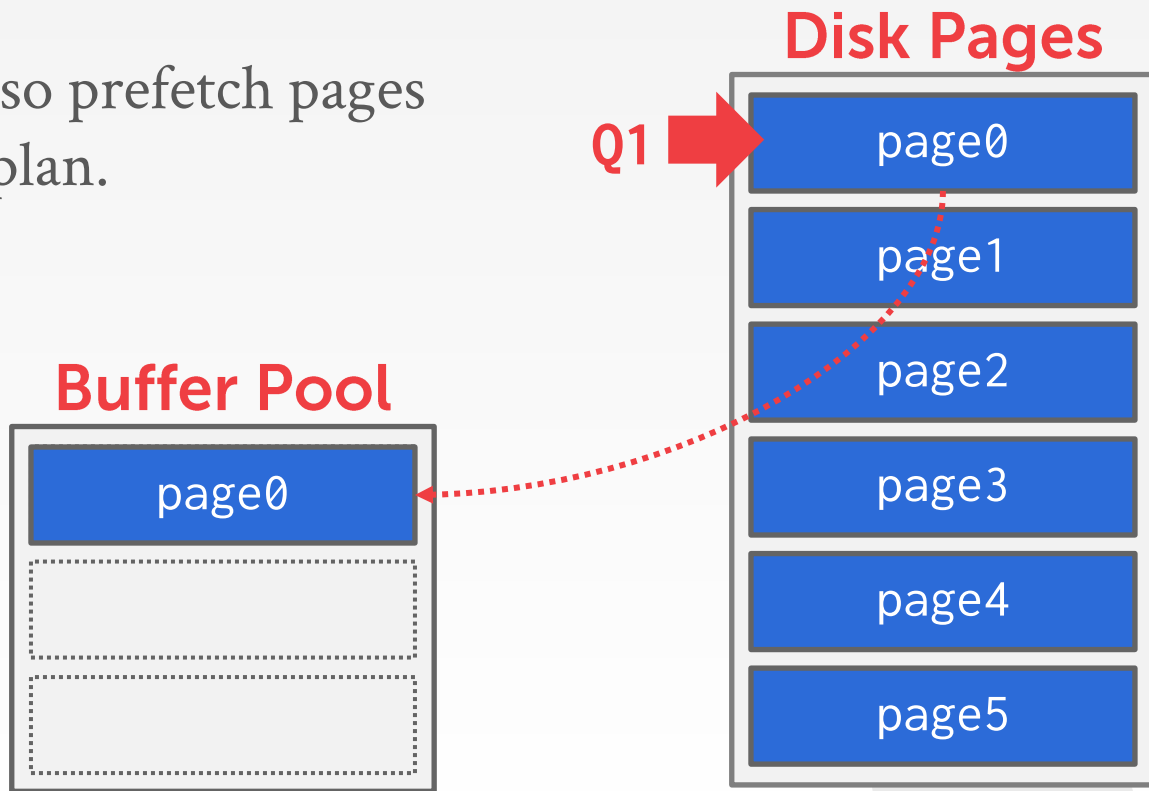 so prefetch pages
plan.
Buffer Pool
page0
Disk Pages
Q1
page0
page1
page2
page3
page4
page5